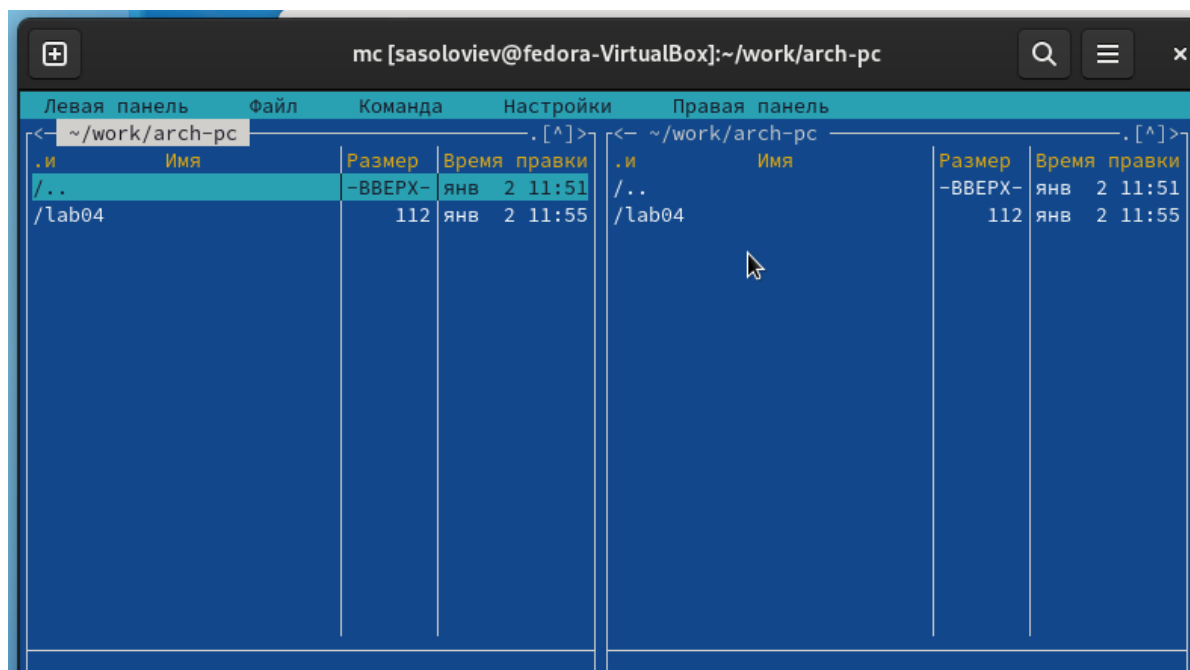 mc [sasoloviev@fedora-VirtualBox]:~/work/arch-pc
Левая панель Файл Команда Настройки Правая панель
<─ ~/work/arch-pc ─.[^]> <─ ~/work/arch-pc ─.[^]>
.и Имя Размер Время правки .и Имя Размер Время правки
/.. -ВВЕРХ- янв 2 11:51 /.. -ВВЕРХ- янв 2 11:51
/lab04 112 янв 2 11:55 /lab04 112 янв 2 11:55